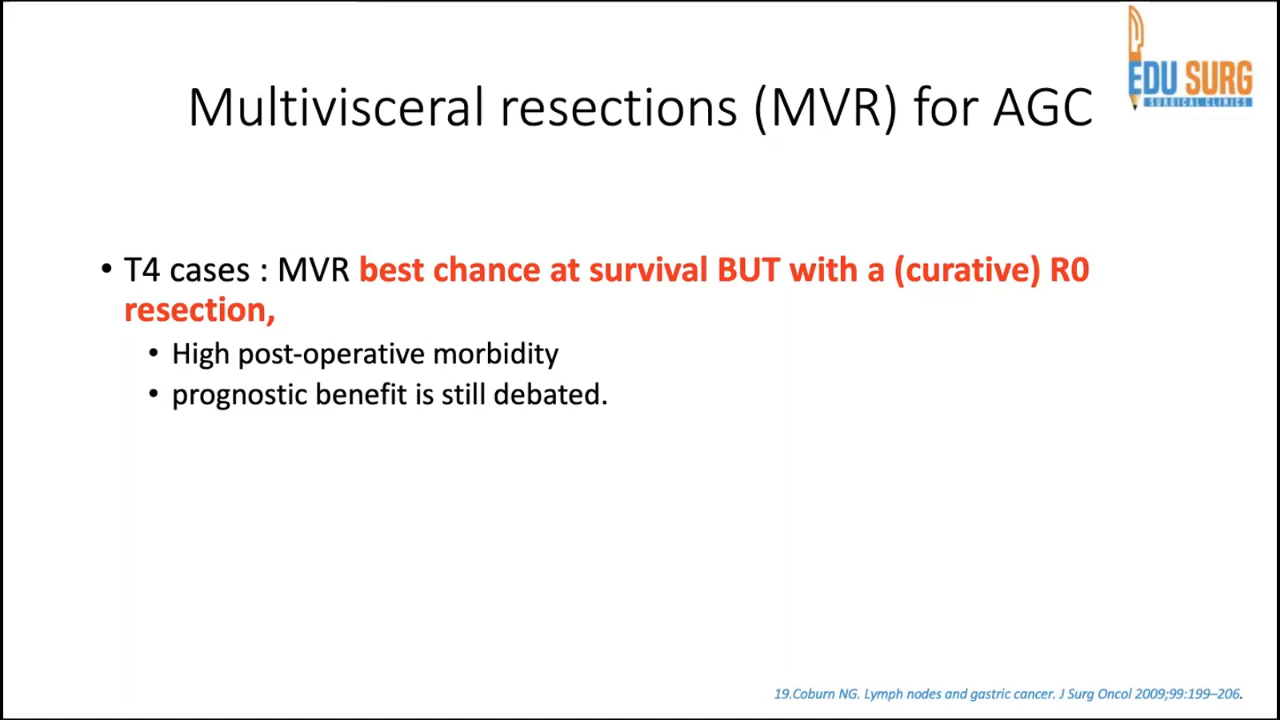 EDU SURG
SURGICAL CLINICS
Multivisceral resections (MVR) for AGC
• T4 cases : MVR best chance at survival BUT with a (curative) R0
resection,
• High post-operative morbidity
• prognostic benefit is still debated.
19.Coburn NG. Lymph nodes and gastric cancer. J Surg Oncol 2009;99:199–206.